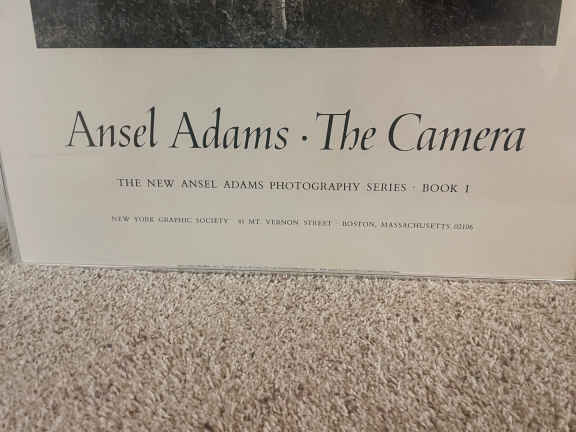 Ansel Adams · The Camera
THE NEW ANSEL ADAMS PHOTOGRAPHY SERIES · BOOK 1
NEW YORK GRAPHIC SOCIETY · 41 MT. VERNON STREET · BOSTON, MASSACHUSETTS 02106